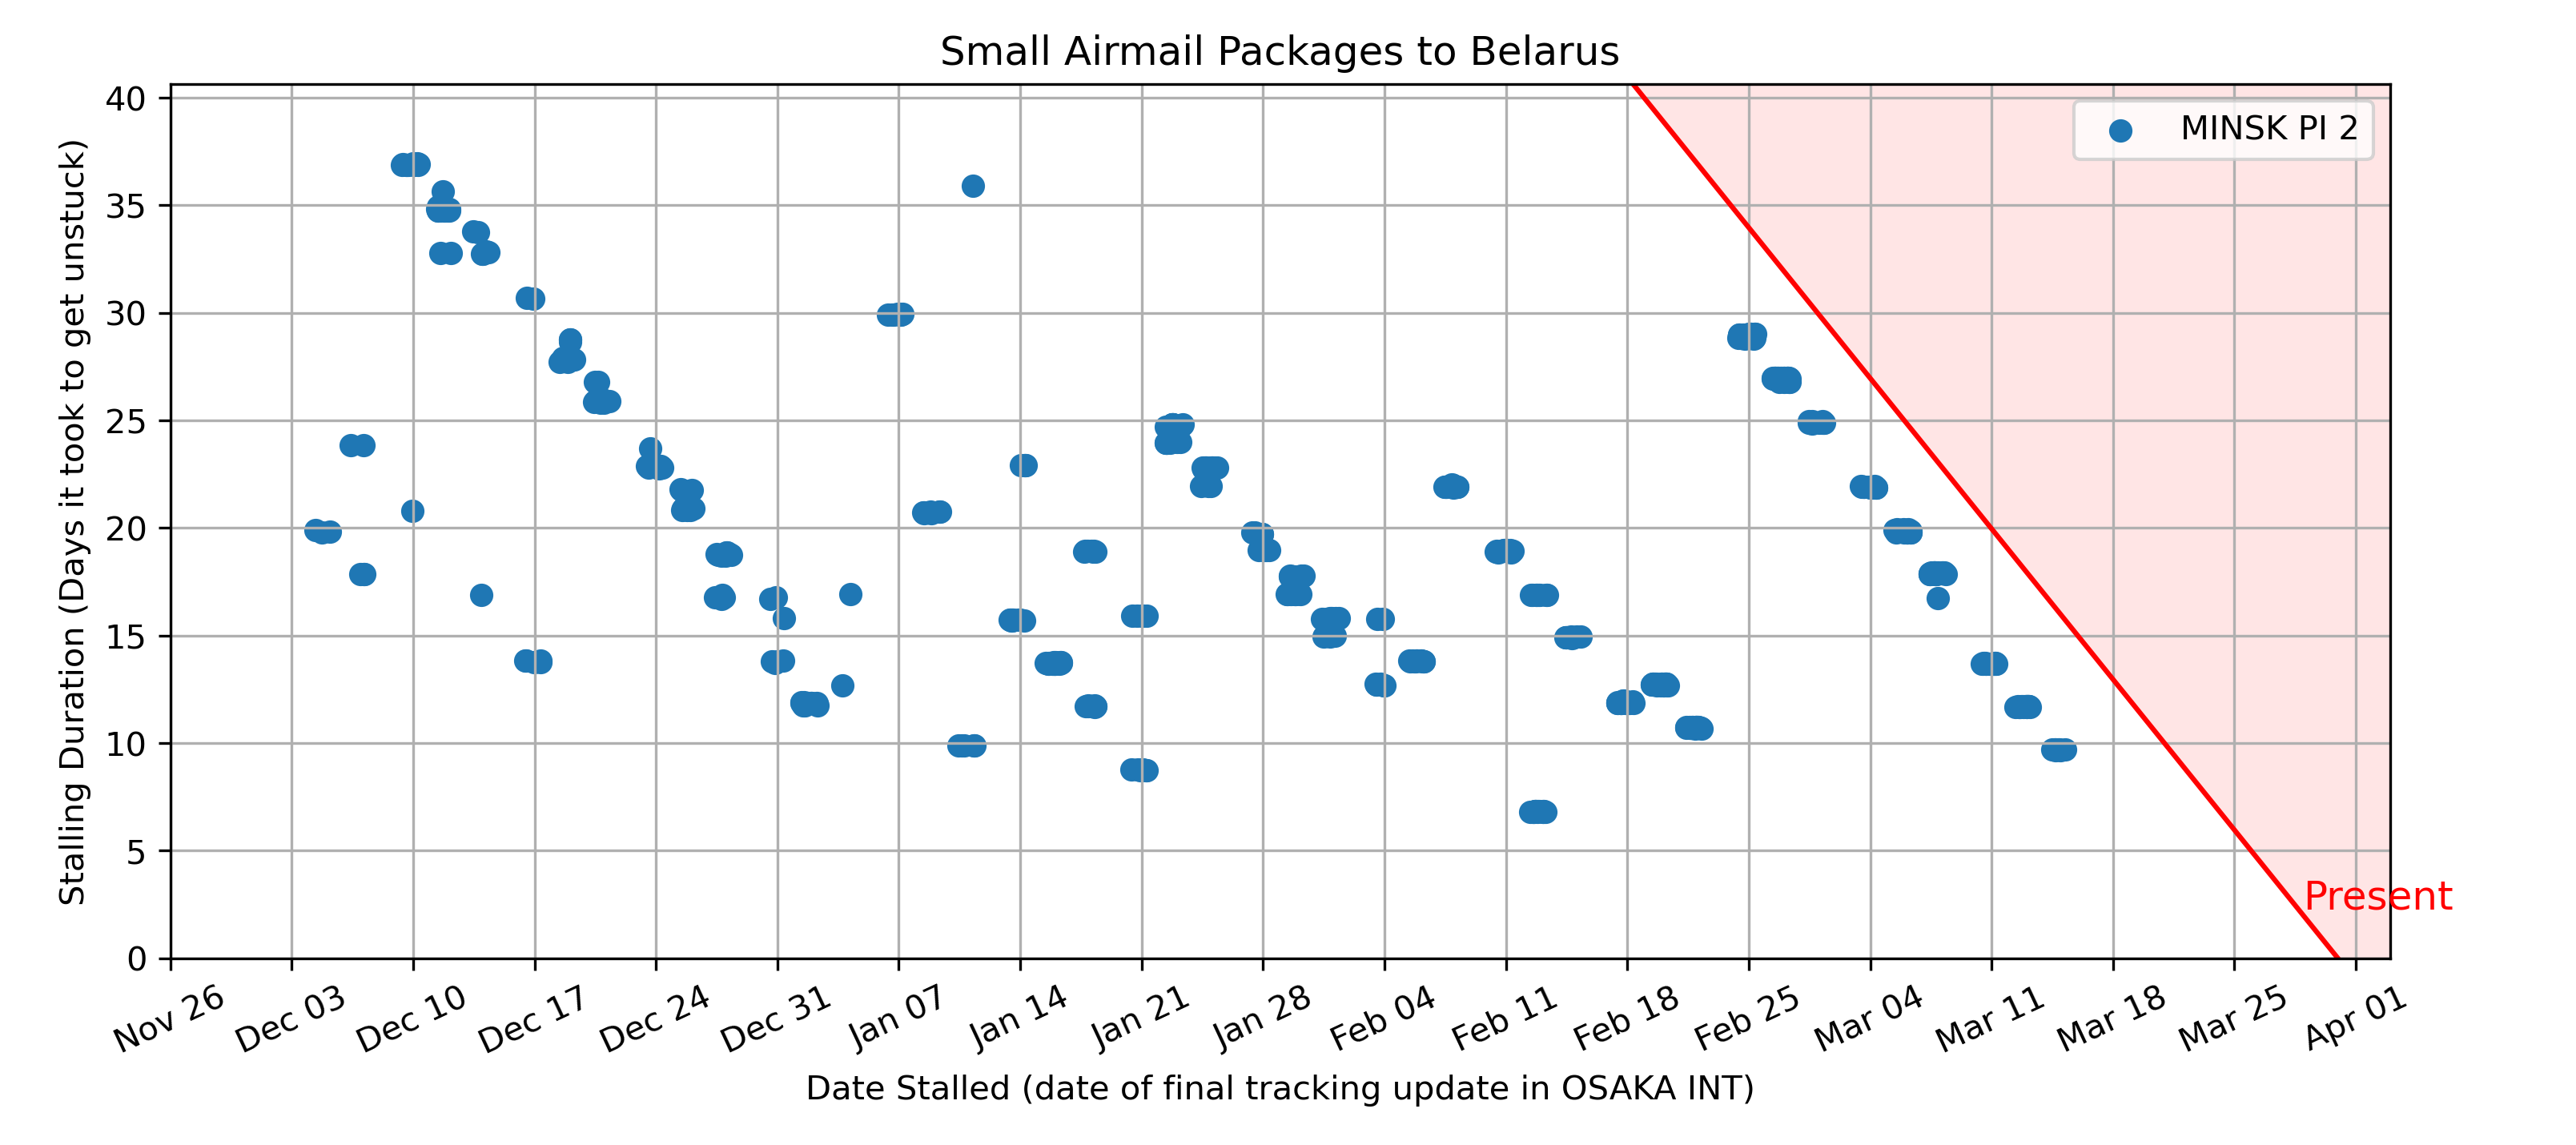 Small Airmail Packages to Belarus
MINSK PI 2
Stalling Duration (Days it took to get unstuck)
40
35
30
25
20
15
10
5
0
Present
Nov 26
Dec 03
Dec 10
Dec 17
Dec 24
Dec 31
Jan 07
Jan 14
Jan 21
Jan 28
Feb 04
Feb 11
Feb 18
Feb 25
Mar 04
Mar 11
Mar 18
Mar 25
Apr 01
Date Stalled (date of final tracking update in OSAKA INT)